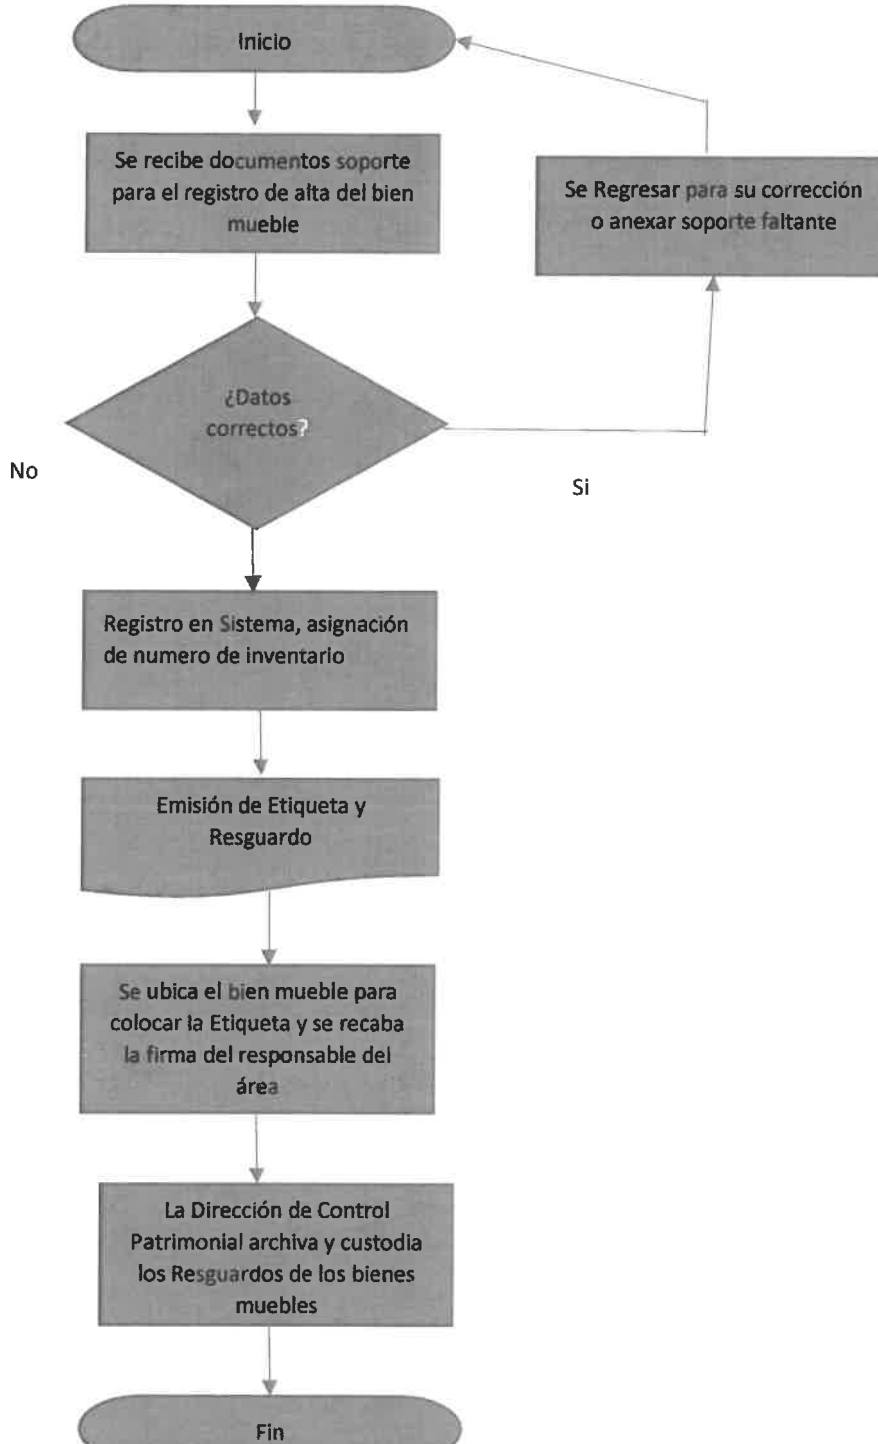 Inicio
Se recibe documentos soporte
para el registro de alta del bien
mueble
Se Regresar para su corrección
o anexar soporte faltante
¿Datos
correctos?
No
Si
Registro en Sistema, asignación
de numero de inventario
Emisión de Etiqueta y
Resguardo
Se ubica el bien mueble para
colocar la Etiqueta y se recaba
la firma del responsable del
área
La Dirección de Control
Patrimonial archiva y custodia
los Resguardos de los bienes
muebles
Fin